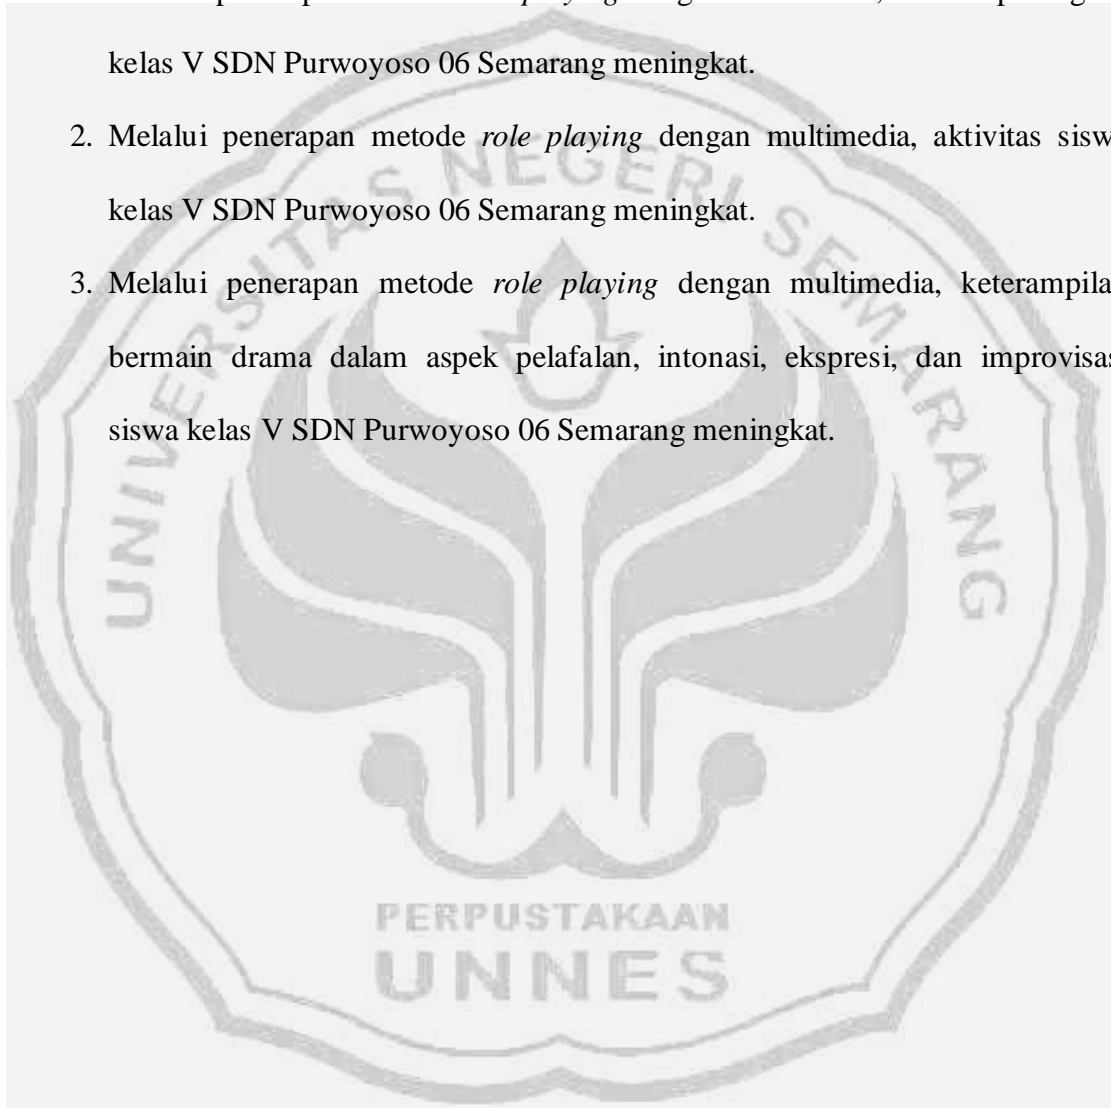 playing
kelas V SDN Purwoyoso 06 Semarang meningkat.
2. Melalui penerapan metode role playing dengan multimedia, aktivitas sisw
kelas V SDN Purwoyoso 06 Semarang meningkat.
3. Melalui penerapan metode role playing dengan multimedia, keterampila
bermain drama dalam aspek pelafalan, intonasi, ekspresi, dan improvisas
siswa kelas V SDN Purwoyoso 06 Semarang meningkat.
UNIVERSITAS NEGERI SEMARANG
PERPUSTAKAAN
UNNES